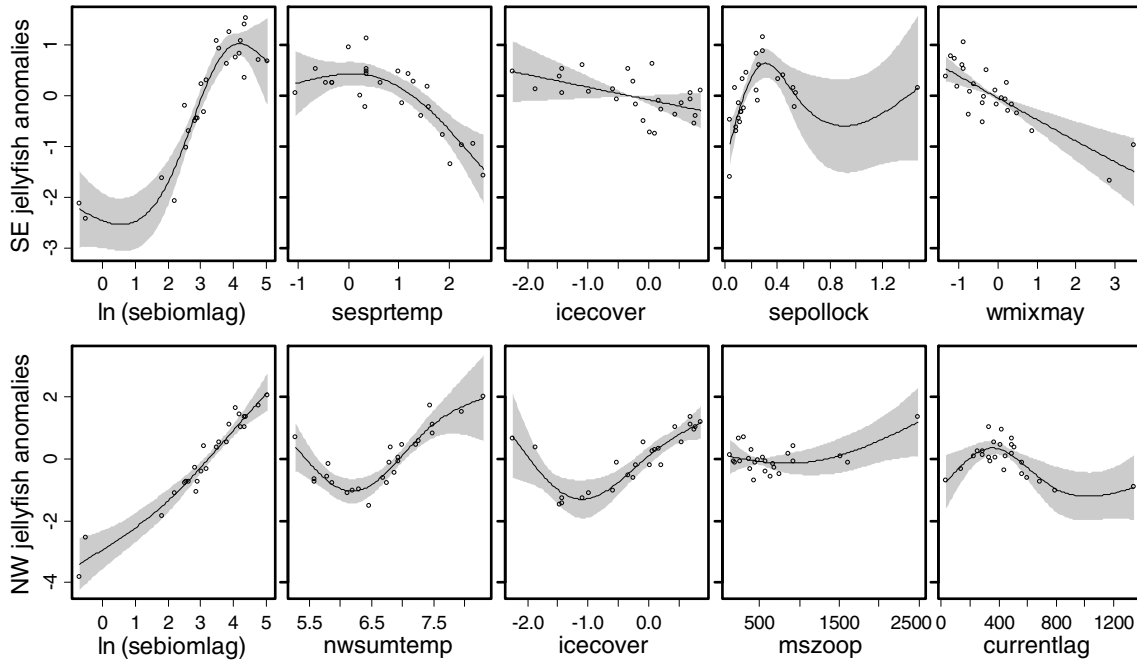 SE jellyfish anomalies
1
0
-1
-2
-3
0 1 2 3 4 5
-1 0 1 2
-2.0 -1.0 0.0
0.0 0.4 0.8 1.2
-1 0 1 2 3
ln (sebiomlag) sesprtemp icecover sepollock wmixmay
NW jellyfish anomalies
2
0
-2
-4
0 1 2 3 4 5
5.5 6.5 7.5
-2.0 -1.0 0.0
500 1500 2500
0 400 800 1200
ln (sebiomlag) nwsumtemp icecover mszoop currentlag